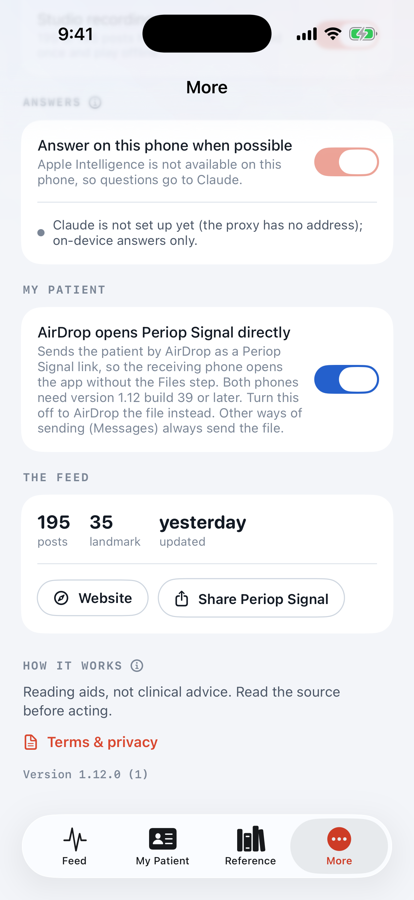 Studio recording
9:41
More
ANSWERS
Answer on this phone when possible
Apple Intelligence is not available on this
phone, so questions go to Claude.
Claude is not set up yet (the proxy has no address);
on-device answers only.
MY PATIENT
AirDrop opens Periop Signal directly
Sends the patient by AirDrop as a Periop
Signal link, so the receiving phone opens
the app without the Files step. Both phones
need version 1.12 build 39 or later. Turn this
off to AirDrop the file instead. Other ways of
sending (Messages) always send the file.
THE FEED
195 35 yesterday
posts landmark updated
Website Share Periop Signal
HOW IT WORKS
Reading aids, not clinical advice. Read the source
before acting.
Terms & privacy
Version 1.12.0 (1)
Feed My Patient Reference More